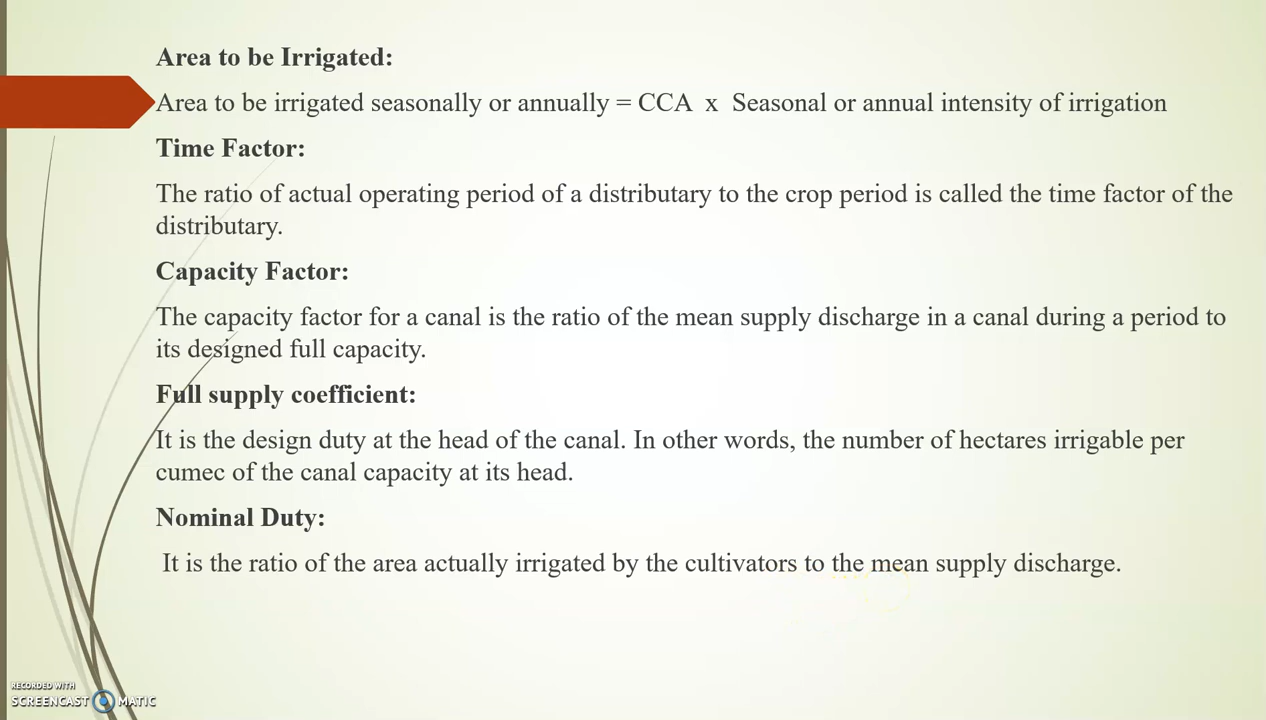 Area to be Irrigated:
Area to be irrigated seasonally or annually = CCA x Seasonal or annual intensity of irrigation
Time Factor:
The ratio of actual operating period of a distributary to the crop period is called the time factor of the
distributary.
Capacity Factor:
The capacity factor for a canal is the ratio of the mean supply discharge in a canal during a period to
its designed full capacity.
Full supply coefficient:
It is the design duty at the head of the canal. In other words, the number of hectares irrigable per
cumec of the canal capacity at its head.
Nominal Duty:
It is the ratio of the area actually irrigated by the cultivators to the mean supply discharge.
RECORDED WITH
SCREENCAST MATIC